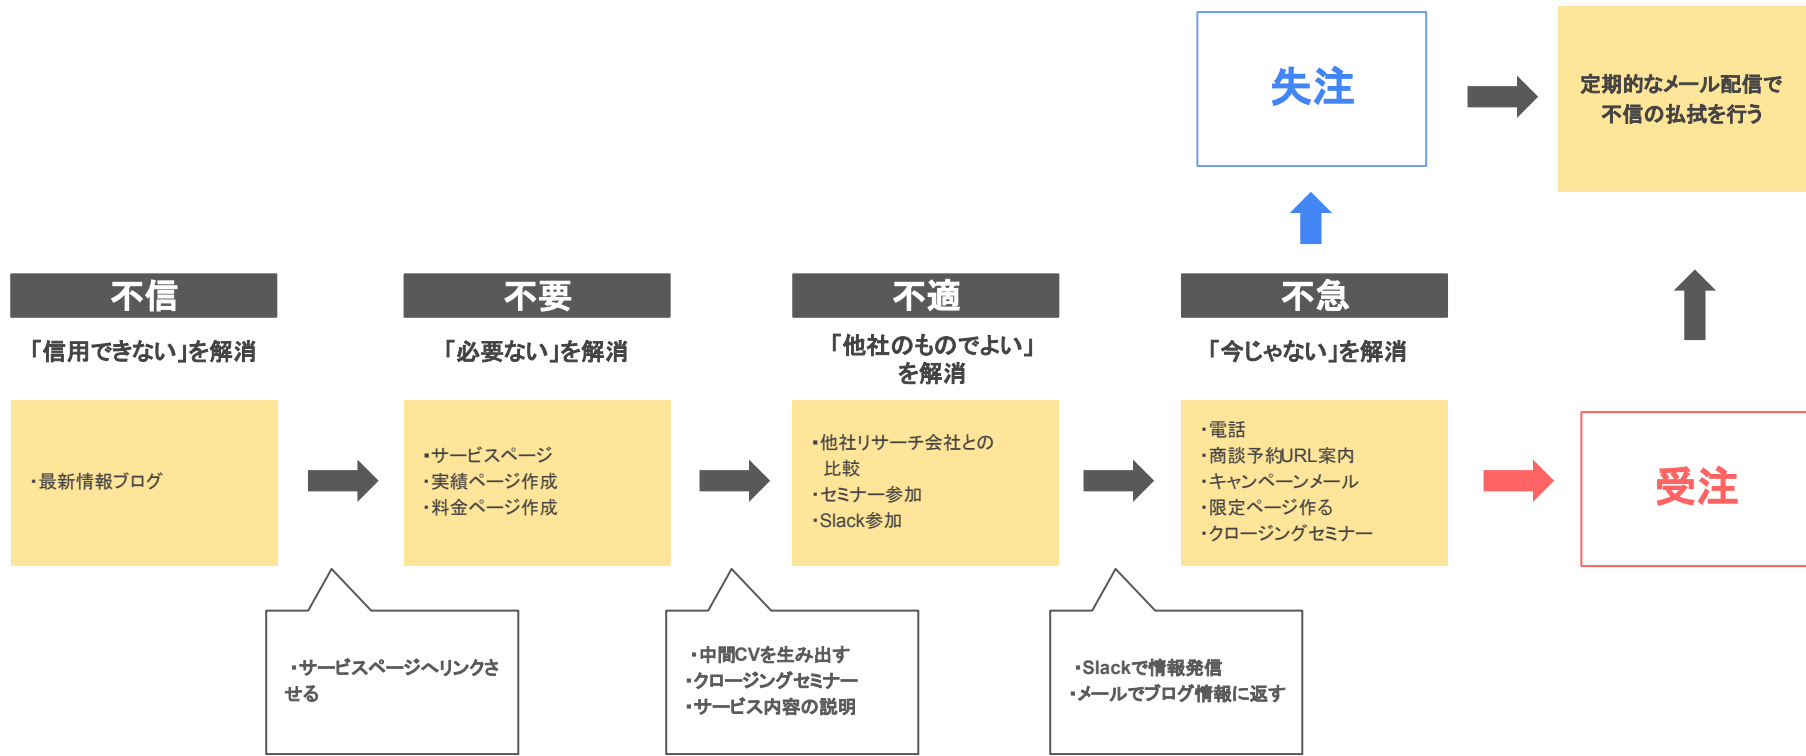 失注
定期的なメール配信で
不信の払拭を行う
不信
「信用できない」を解消
・最新情報ブログ
不要
「必要ない」を解消
・サービスページ
・実績ページ作成
・料金ページ作成
不適
「他社のものでよい」
を解消
・他社リサーチ会社との
比較
・セミナー参加
・Slack参加
不急
「今じゃない」を解消
・電話
・商談予約URL案内
・キャンペーンメール
・限定ページ作る
・クロージングセミナー
受注
・サービスページへリンクさ
せる
・中間CVを生み出す
・クロージングセミナー
・サービス内容の説明
・Slackで情報発信
・メールでブログ情報に返す